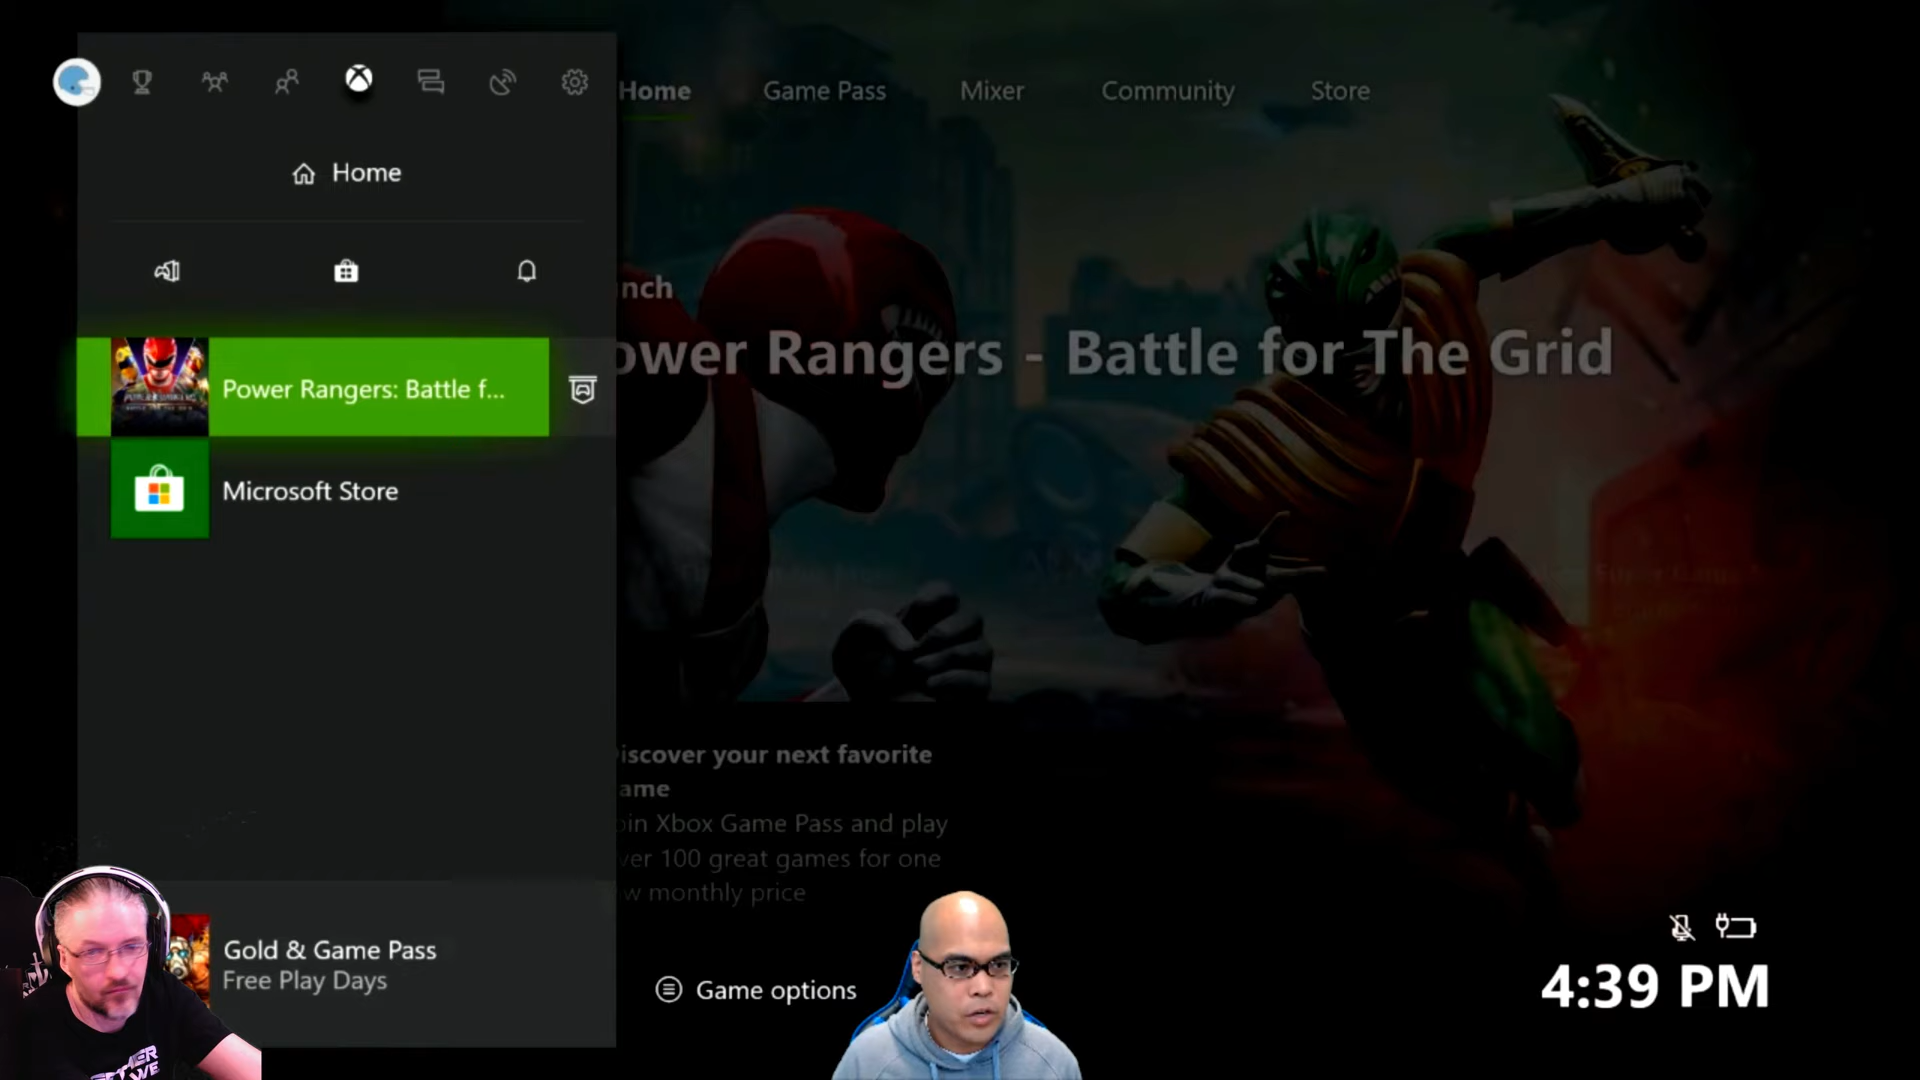 Home
Game Pass
Mixer
Community
Store
Home
nch
ower Rangers - Battle for The Grid
Power Rangers: Battle f...
Microsoft Store
iscover your next favorite
ame
oin Xbox Game Pass and play
ver 100 great games for one
w monthly price
Gold & Game Pass
Free Play Days
Game options
4:39 PM